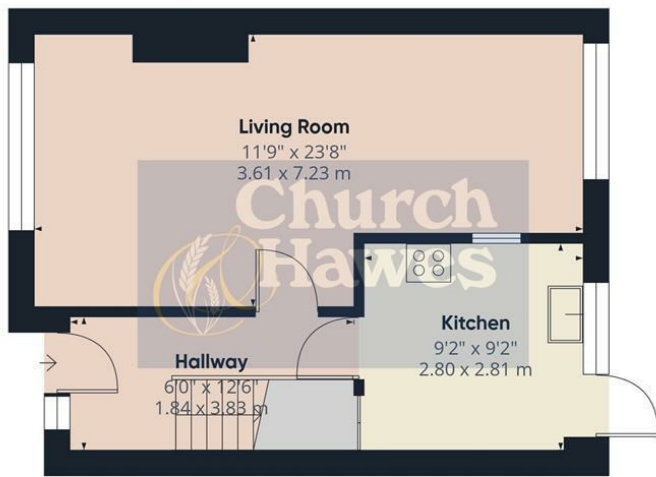 Living Room
11'9" x 23'8"
3.61 x 7.23 m
Church
Hawes
Kitchen
9'2" x 9'2"
2.80 x 2.81 m
Hallway
6'0" x 12'6"
1.84 x 3.83 m